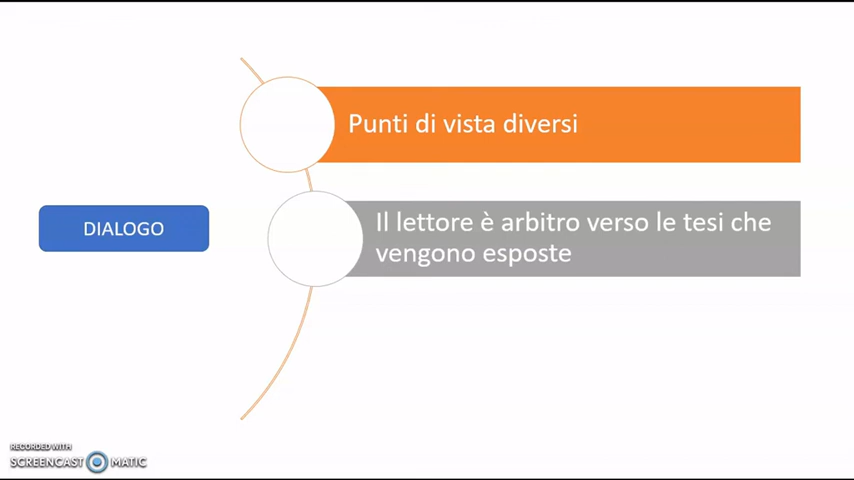 Punti di vista diversi
DIALOGO
Il lettore è arbitro verso le tesi che
vengono esposte
RECORDED WITH
SCREENCAST MATIC